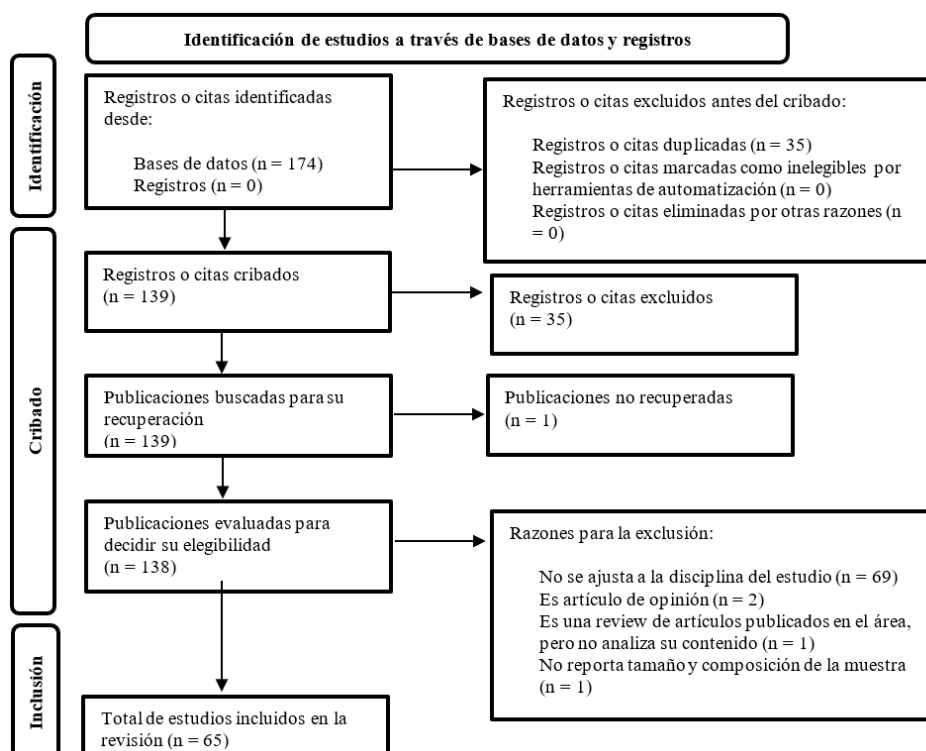 Identificación de estudios a través de bases de datos y registros
Identificación
Registros o citas identificadas
desde:
Bases de datos (n = 174)
Registros (n = 0)
Registros o citas excluidos antes del cribado:
Registros o citas duplicadas (n = 35)
Registros o citas marcadas como inelegibles por
herramientas de automatización (n = 0)
Registros o citas eliminadas por otras razones (n
= 0)
Cribado
Registros o citas cribados
(n = 139)
Registros o citas excluidos
(n = 35)
Publicaciones buscadas para su
recuperación
(n = 139)
Publicaciones no recuperadas
(n = 1)
Publicaciones evaluadas para
decidir su elegibilidad
(n = 138)
Razones para la exclusión:
No se ajusta a la disciplina del estudio (n = 69)
Es artículo de opinión (n = 2)
Es una review de artículos publicados en el área,
pero no analiza su contenido (n = 1)
No reporta tamaño y composición de la muestra
(n = 1)
Inclusión
Total de estudios incluidos en la
revisión (n = 65)